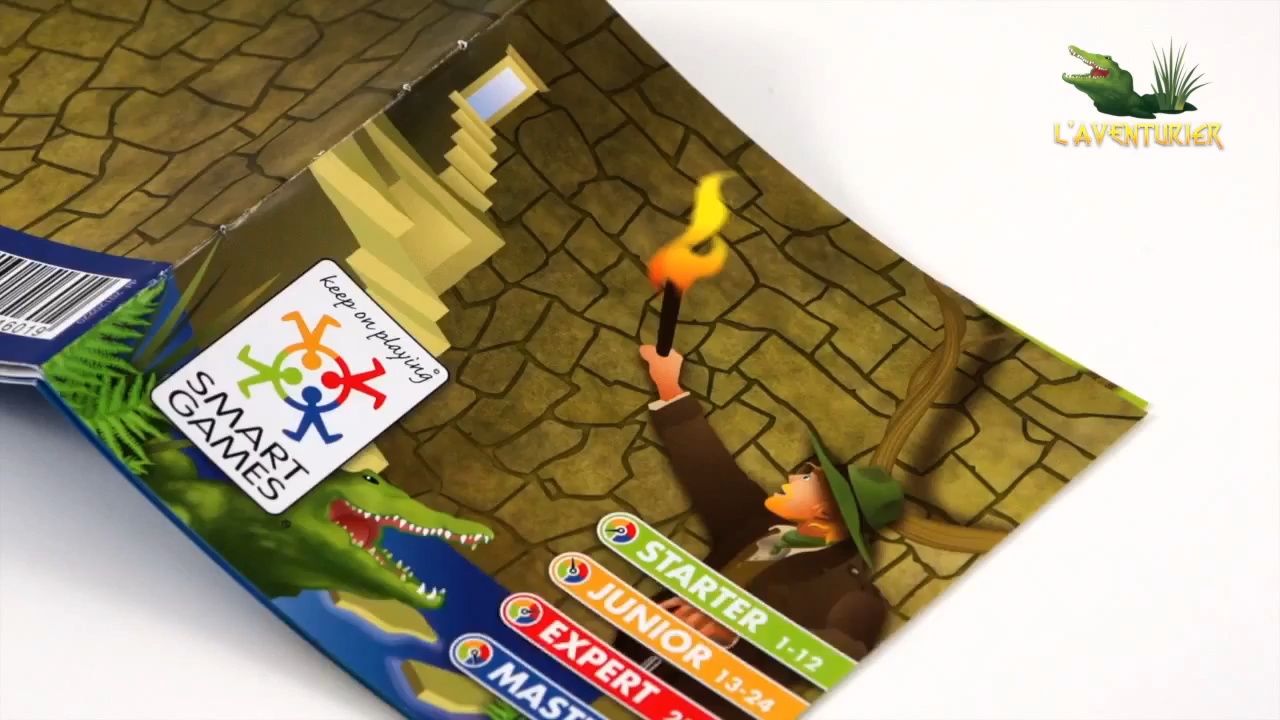 L'AVENTURIER
keep on playing
SMART
GAMES
STARTER 1-12
JUNIOR 13-24
EXPERT